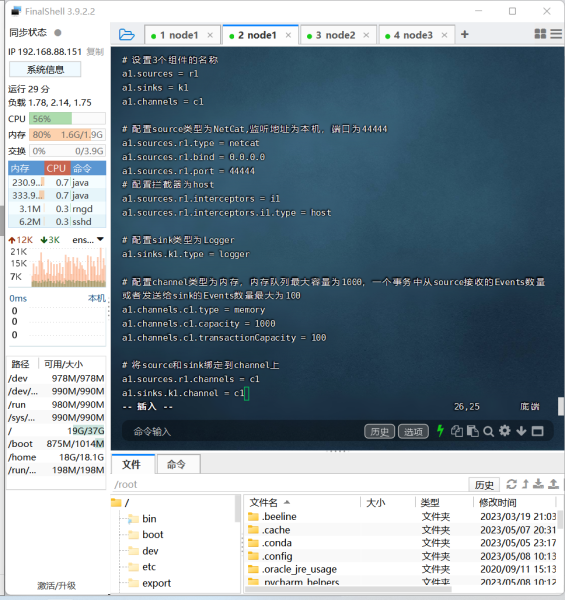 FinalShell 3.9.2.2
同步状态
IP 192.168.88.151 复制
系统信息
运行 29 分
负载 1.78, 2.14, 1.75
CPU 56%
内存 80% 1.6G/1.9G
交换 0% 0/3.9G
内存 CPU 命令
230.9... 0.7 java
333.9... 0.7 java
3.1M 0.3 rngd
6.2M 0.3 sshd
12K 3K ens...
21K
15K
7K
0ms 本机
0
0
0
路径 可用/大小
/dev 978M/978M
/dev/... 990M/990M
/run 980M/990M
/sys/... 990M/990M
/ 19G/37G
/boot 875M/1014M
/home 18G/18.1G
/run/... 198M/198M
激活/升级
1 node1
2 node1
3 node2
4 node3
# 设置3个组件的名称
a1.sources = r1
a1.sinks = k1
a1.channels = c1
# 配置source类型为NetCat,监听地址为本机，端口为44444
a1.sources.r1.type = netcat
a1.sources.r1.bind = 0.0.0.0
a1.sources.r1.port = 44444
# 配置拦截器为host
a1.sources.r1.interceptors = i1
a1.sources.r1.interceptors.i1.type = host
# 配置sink类型为Logger
a1.sinks.k1.type = logger
# 配置channel类型为内存，内存队列最大容量为1000，一个事务中从source接收的Events数量
或者发送给sink的Events数量最大为100
a1.channels.c1.type = memory
a1.channels.c1.capacity = 1000
a1.channels.c1.transactionCapacity = 100
# 将source和sink绑定到channel上
a1.sources.r1.channels = c1
a1.sinks.k1.channel = c1
-- 插入 -- 26,25 底端
命令输入 历史 选项
文件 命令
/root 历史
/
bin
boot
dev
etc
export
文件名 大小 类型 修改时间
.beeline 文件夹 2023/03/19 21:03
.cache 文件夹 2023/05/07 20:31
.conda 文件夹 2023/05/05 23:17
.config 文件夹 2023/05/08 10:13
.oracle_jre_usage 文件夹 2020/09/11 15:13
.pycharm_helpers 文件夹 2023/05/08 10:12